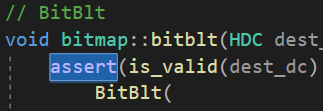 // BitBlt
void bitmap::bitblt(HDC dest_
assert(is_valid(dest_dc)
BitBlt(